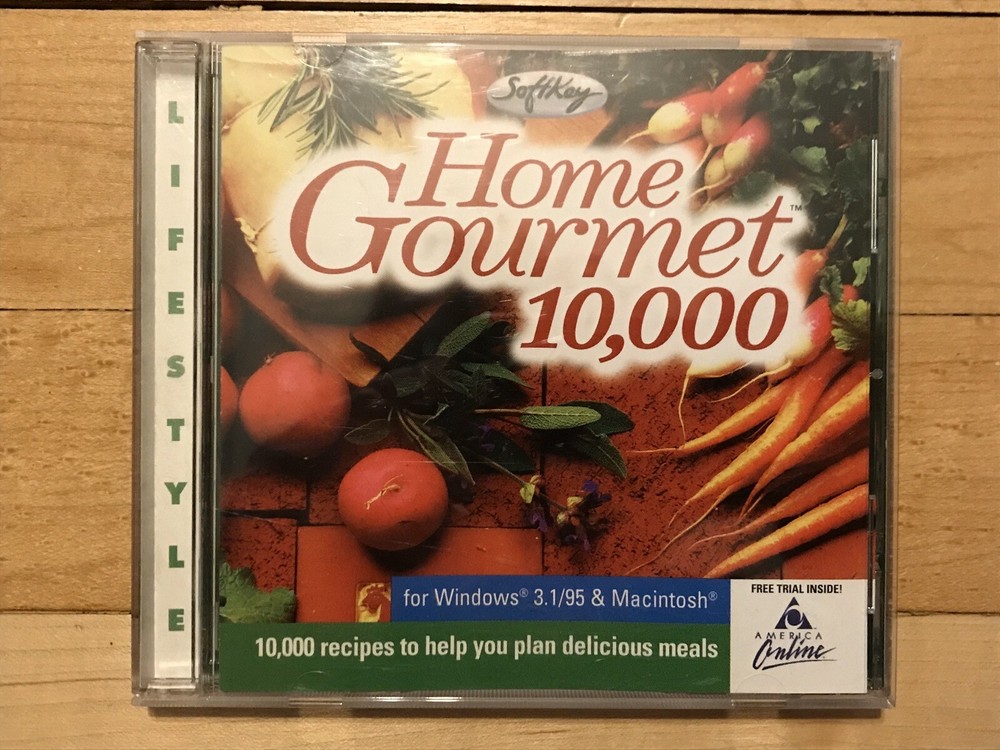 LIFESTYLE
SoftKey
Home
Gourmet™
10,000
for Windows® 3.1/95 & Macintosh®
10,000 recipes to help you plan delicious meals
FREE TRIAL INSIDE!
AMERICA
Online